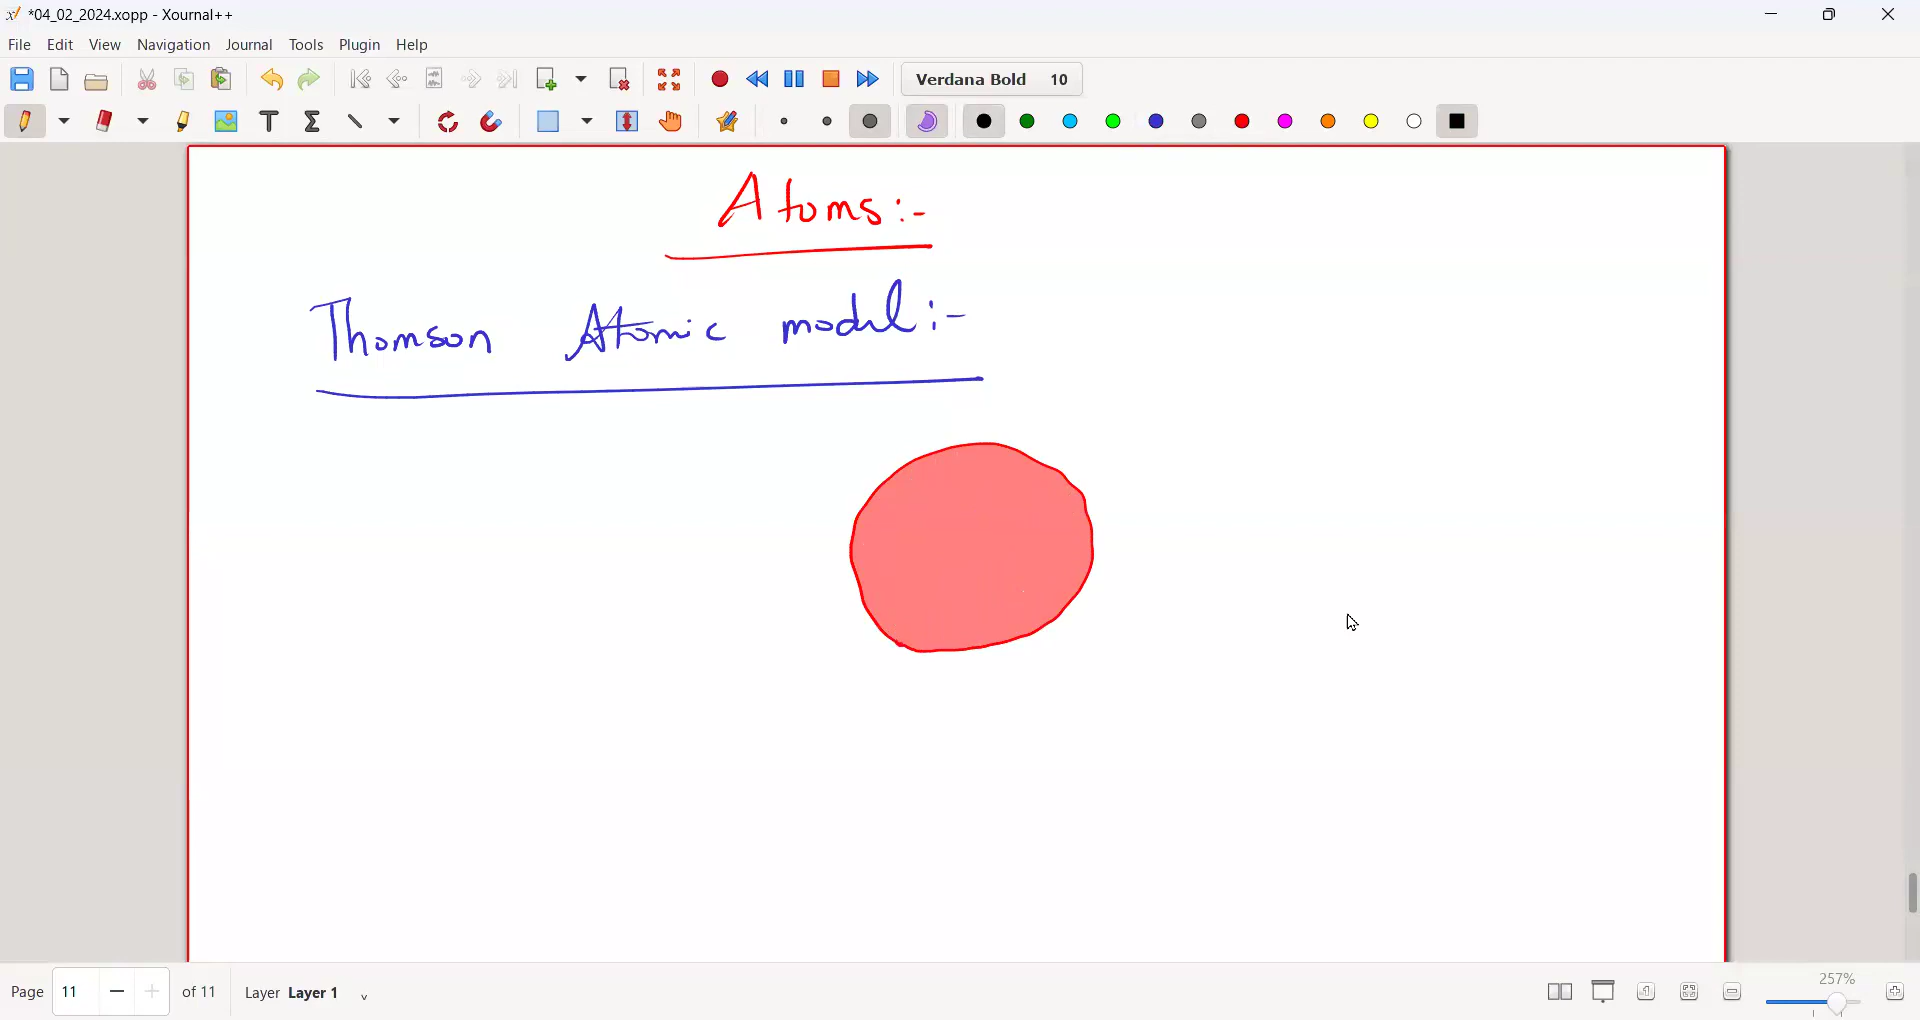 *04_02_2024.xopp - Xournal++
File Edit View Navigation Journal Tools Plugin Help
Verdana Bold 10
Atoms:-
Thomson Atomic model:-
257%
Page 11 of 11 Layer Layer 1